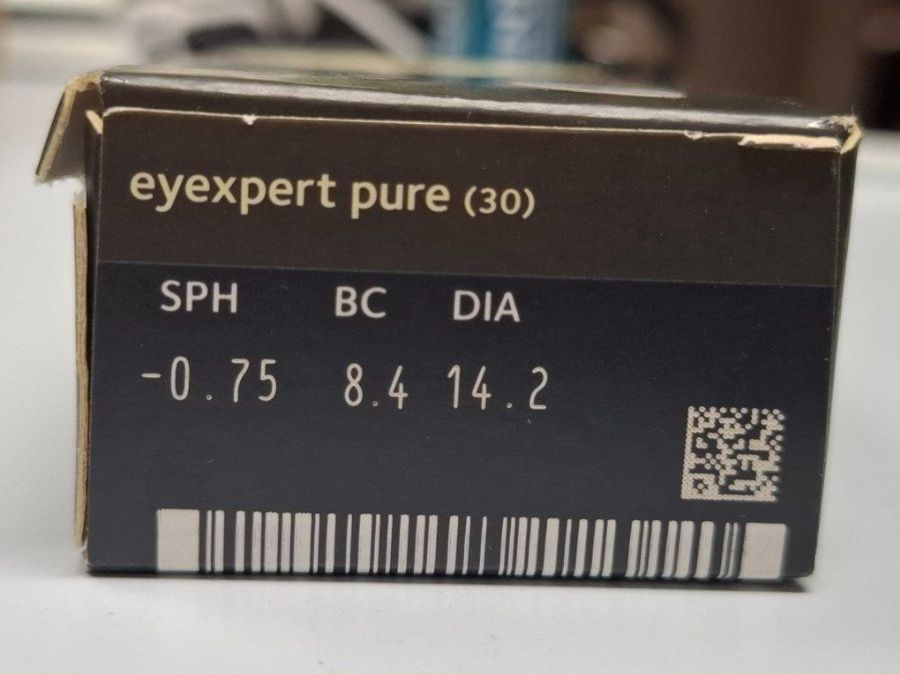 eyexpert pure (30)
SPH BC DIA
-0.75 8.4 14.2